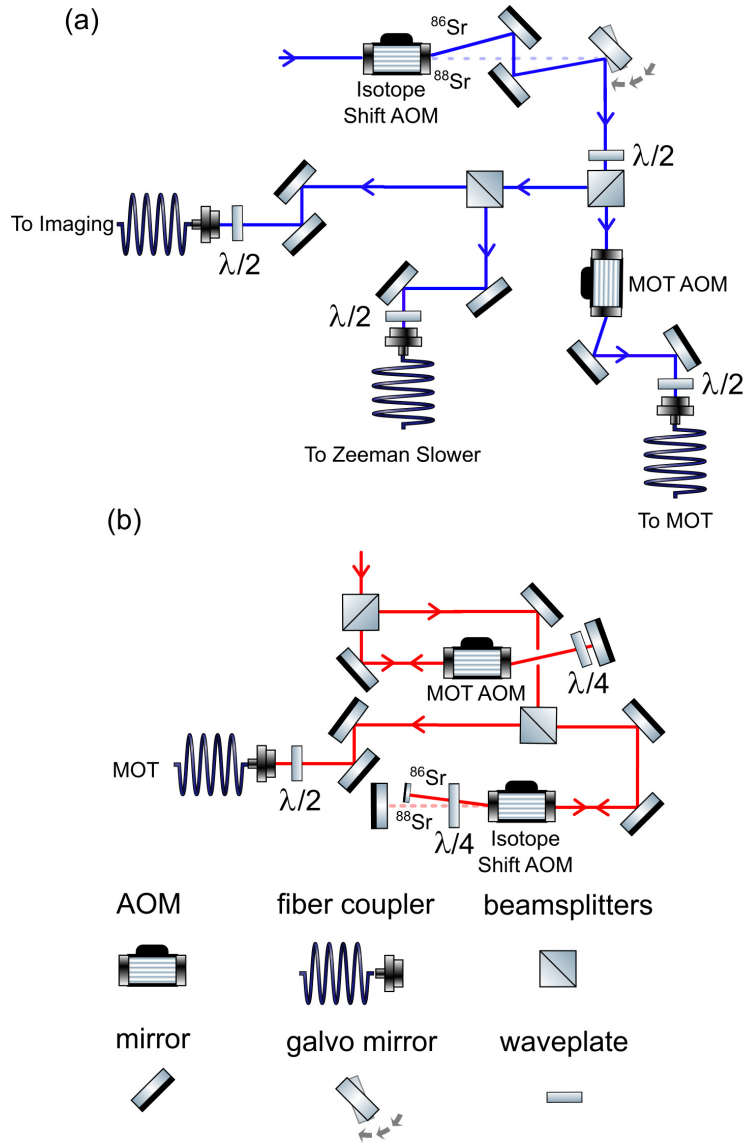 (a)
⁸⁶Sr
⁸⁸Sr
Isotope
Shift AOM
λ/2
To Imaging
λ/2
MOT AOM
λ/2
λ/2
To Zeeman Slower
To MOT
(b)
MOT AOM
λ/4
MOT
λ/2
⁸⁶Sr
⁸⁸Sr
λ/4
Isotope
Shift AOM
AOM
fiber coupler
beamsplitters
mirror
galvo mirror
waveplate